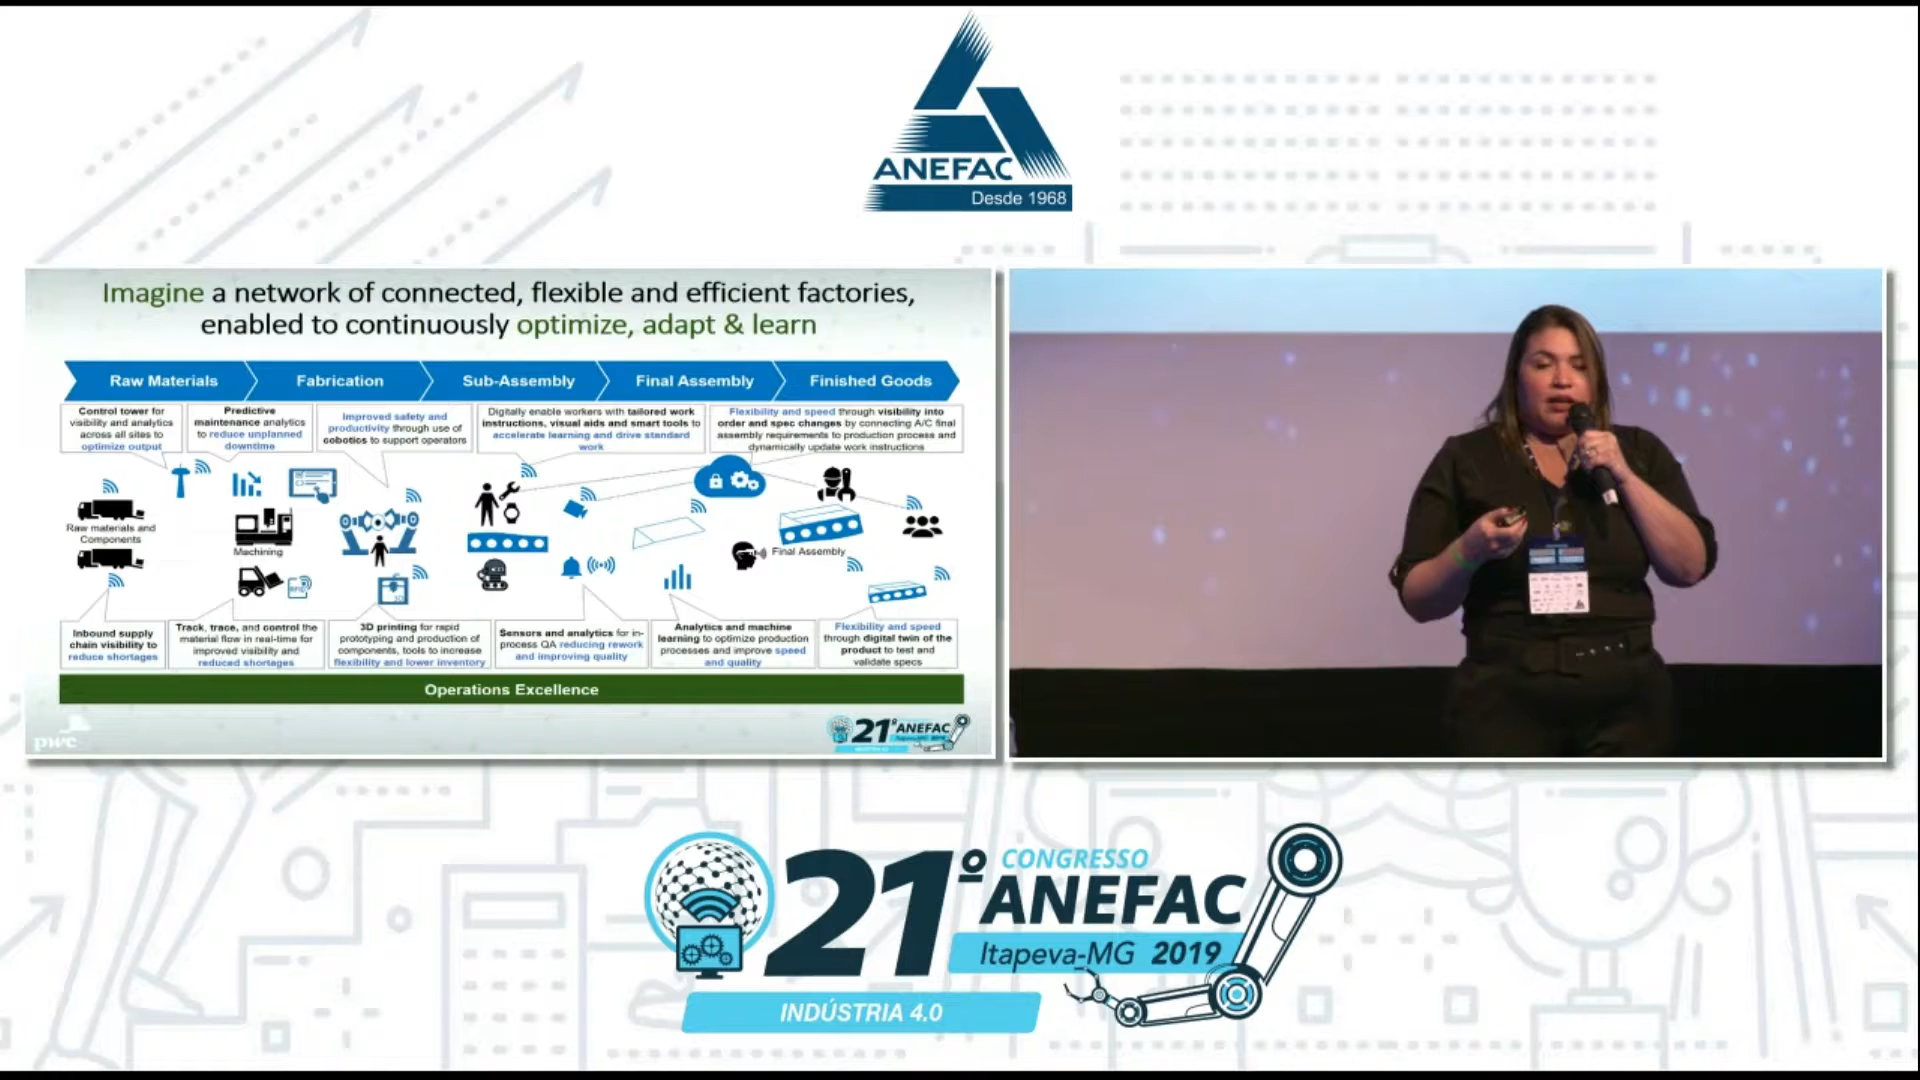 ANEFAC
Desde 1968
Imagine a network of connected, flexible and efficient factories,
enabled to continuously optimize, adapt & learn
Raw Materials
Fabrication
Sub-Assembly
Final Assembly
Finished Goods
Control tower for
visibility and analytics
across all sites to
optimize output
Predictive
maintenance analytics
to reduce unplanned
downtime
Improved safety and
productivity through use of
cobotics to support operators
Digitally enable workers with tailored work
instructions, visual aids and smart tools to
accelerate learning and drive standard
work
Flexibility and speed through visibility into
order and spec changes by connecting A/C final
assembly requirements to production process and
dynamically update work instructions
Raw materials and
Components
Machining
RFID
3D
Final Assembly
Inbound supply
chain visibility to
reduce shortages
Track, trace, and control the
material flow in real-time for
improved visibility and
reduced shortages
3D printing for rapid
prototyping and production of
components, tools to increase
flexibility and lower inventory
Sensors and analytics for in-
process QA reducing rework
and improving quality
Analytics and machine
learning to optimize production
processes and improve speed
and quality
Flexibility and speed
through digital twin of the
product to test and
validate specs
Operations Excellence
pwc
21º ANEFAC
21º CONGRESSO
ANEFAC
Itapeva-MG 2019
INDÚSTRIA 4.0